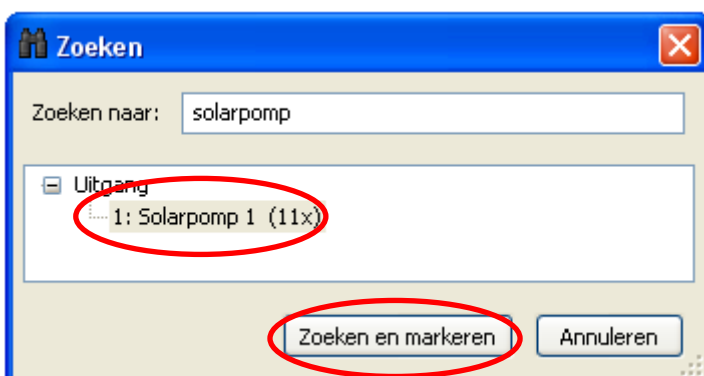 Zoeken
Zoeken naar: solarpomp
Uitgang
1: Solarpomp 1 (11x)
Zoeken en markeren Annuleren